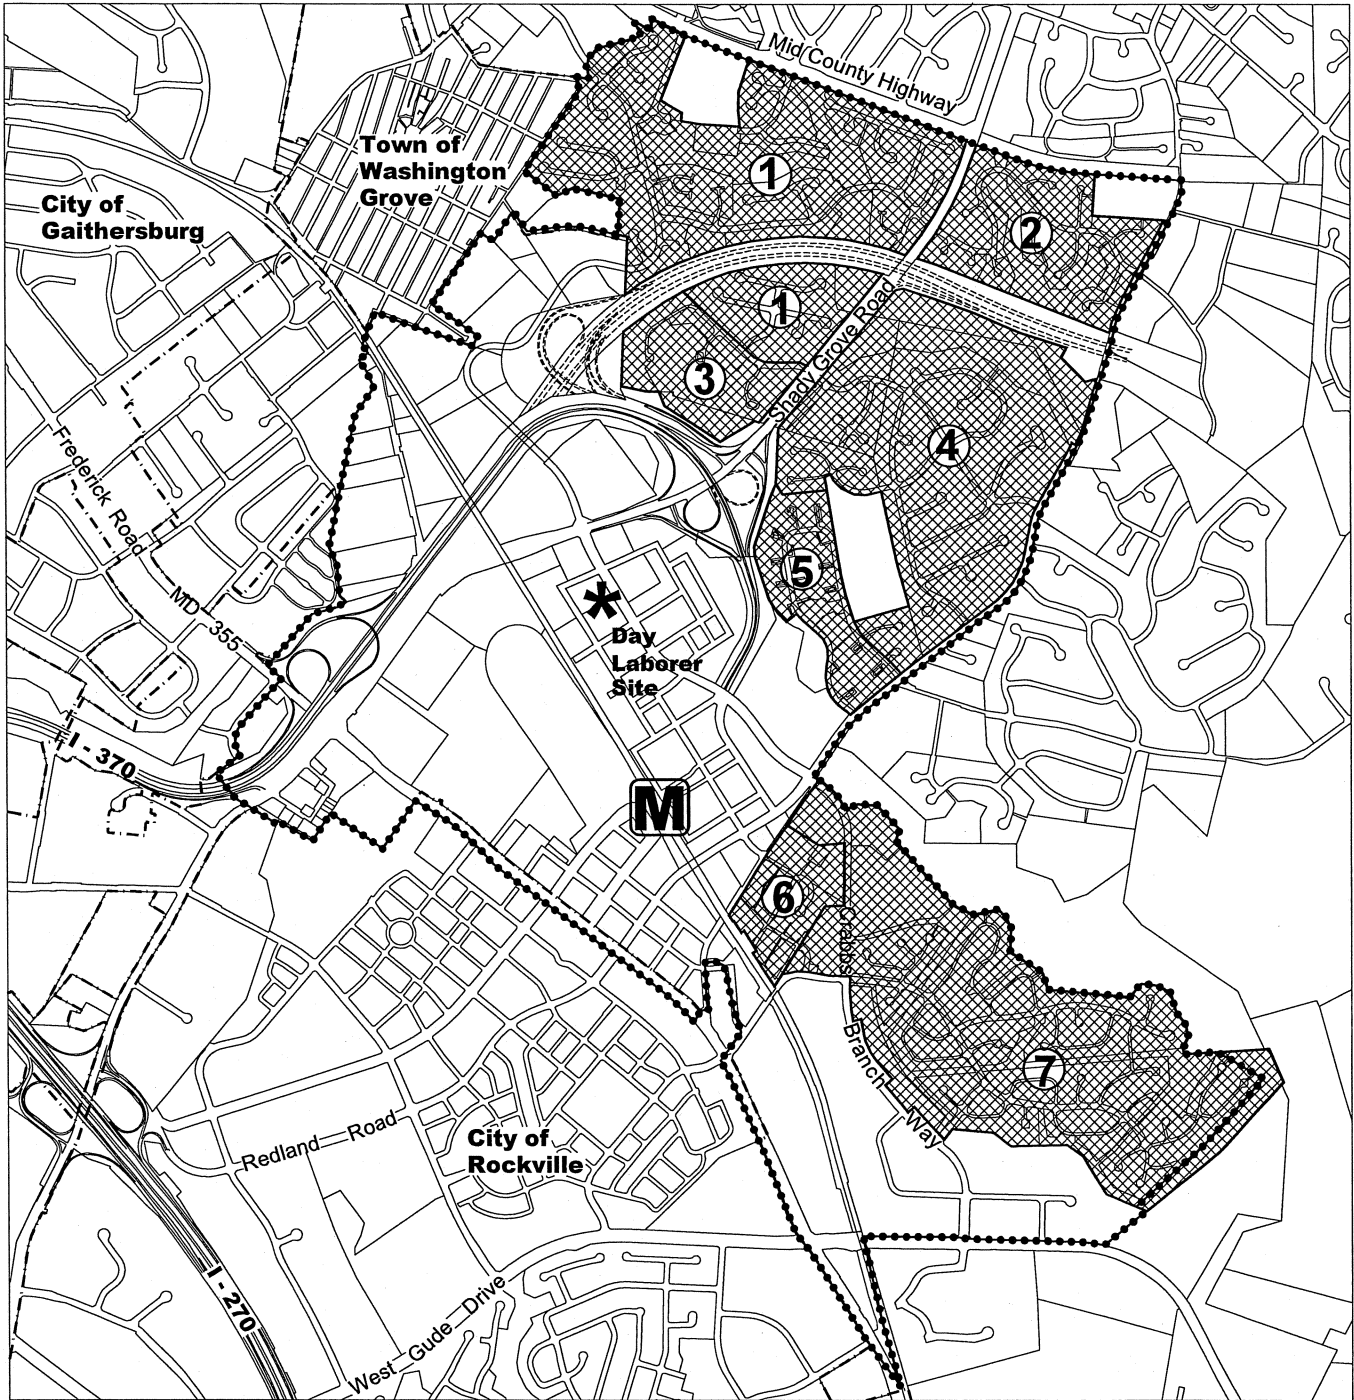 Mid County Highway
Town of
Washington
Grove
City of
Gaithersburg
1
2
1
Shady Grove Road
3
4
Frederick Road
MD 355
5
*
Day
Laborer
Site
I - 370
M
6
Crabbs
Branch
Way
7
City of
Rockville
Redland Road
I - 270
West Gude Drive